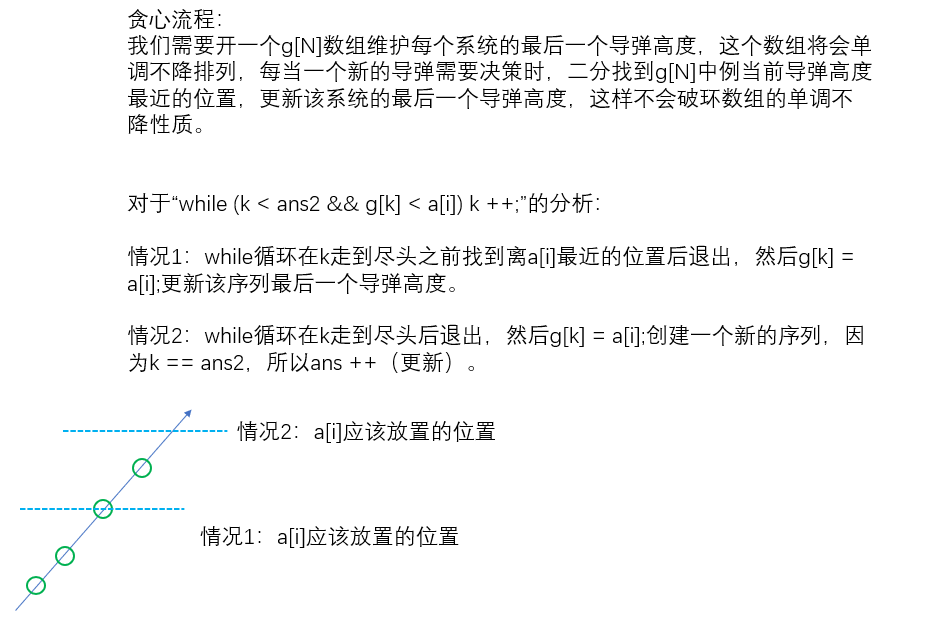 贪心流程：
我们需要开一个g[N]数组维护每个系统的最后一个导弹高度，这个数组将会单
调不降排列，每当一个新的导弹需要决策时，二分找到g[N]中例当前导弹高度
最近的位置，更新该系统的最后一个导弹高度，这样不会破环数组的单调不
降性质。
对于“while (k < ans2 && g[k] < a[i]) k ++;”的分析：
情况1：while循环在k走到尽头之前找到离a[i]最近的位置后退出，然后g[k] =
a[i];更新该序列最后一个导弹高度。
情况2：while循环在k走到尽头后退出，然后g[k] = a[i];创建一个新的序列，因
为k == ans2，所以ans ++（更新）。
情况2：a[i]应该放置的位置
情况1：a[i]应该放置的位置